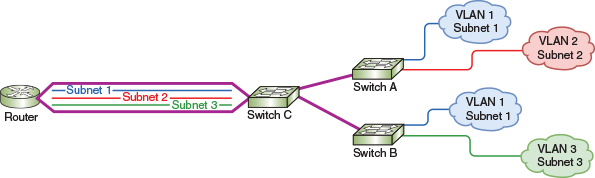 VLAN 1
Subnet 1
VLAN 2
Subnet 2
Switch A
Subnet 1
Subnet 2
Subnet 3
Router
Switch C
VLAN 1
Subnet 1
Switch B
VLAN 3
Subnet 3